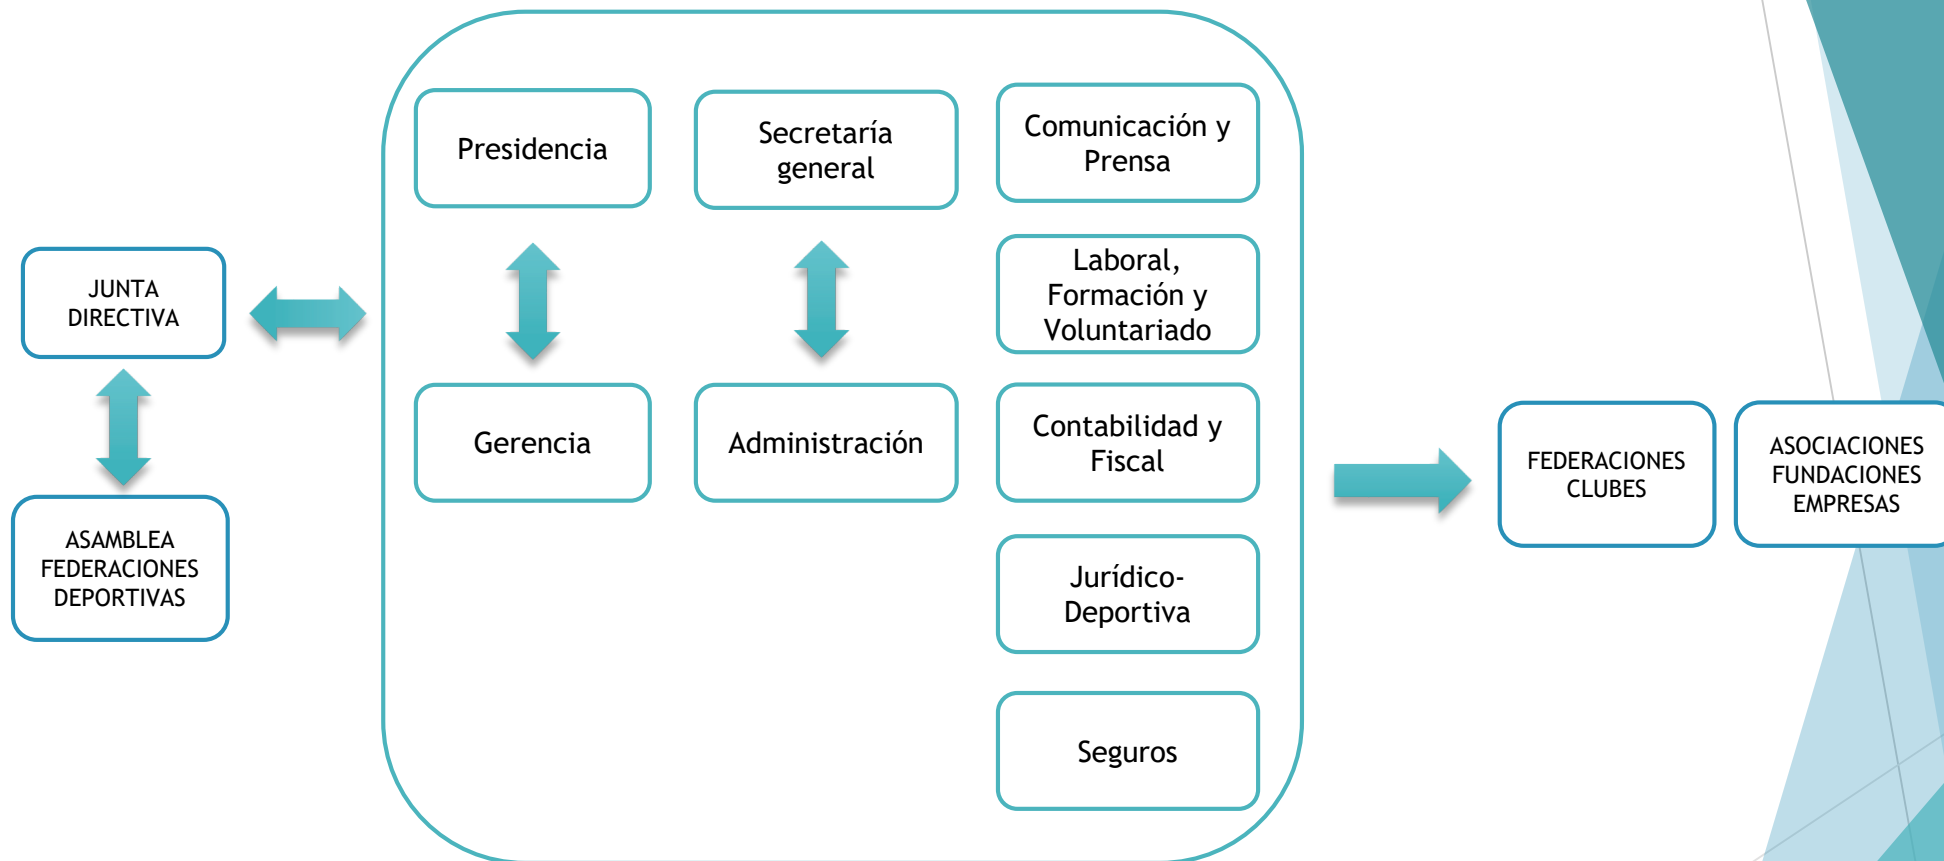 JUNTA
DIRECTIVA
ASAMBLEA
FEDERACIONES
DEPORTIVAS
Presidencia
Gerencia
Secretaría
general
Administración
Comunicación y
Prensa
Laboral,
Formación y
Voluntariado
Contabilidad y
Fiscal
Jurídico-
Deportiva
Seguros
FEDERACIONES
CLUBES
ASOCIACIONES
FUNDACIONES
EMPRESAS